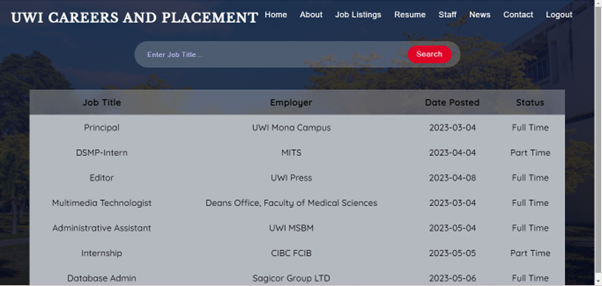 UWI CAREERS AND PLACEMENT Home About Job Listings Resume Staff News Contact Logout
Enter Job Title... Search
Job Title Employer Date Posted Status
Principal UWI Mona Campus 2023-03-04 Full Time
DSMP-Intern MITS 2023-04-04 Part Time
Editor UWI Press 2023-04-08 Full Time
Multimedia Technologist Deans Office, Faculty of Medical Sciences 2023-03-04 Full Time
Administrative Assistant UWI MSBM 2023-05-04 Full Time
Internship CIBC FCIB 2023-05-05 Part Time
Database Admin Sagicor Group LTD 2023-05-06 Full Time